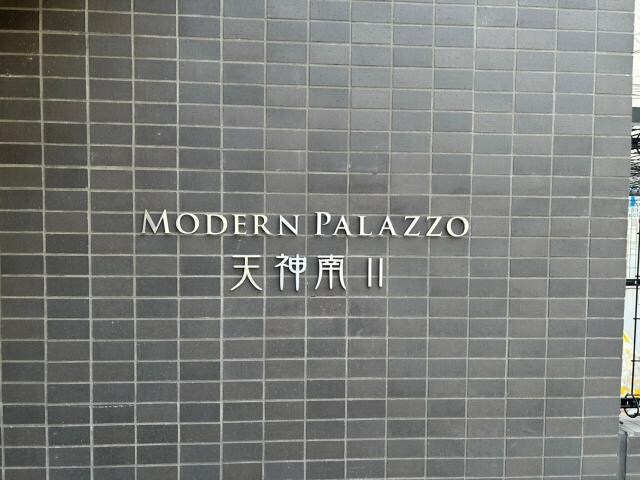 MODERN PALAZZO
天神南 II